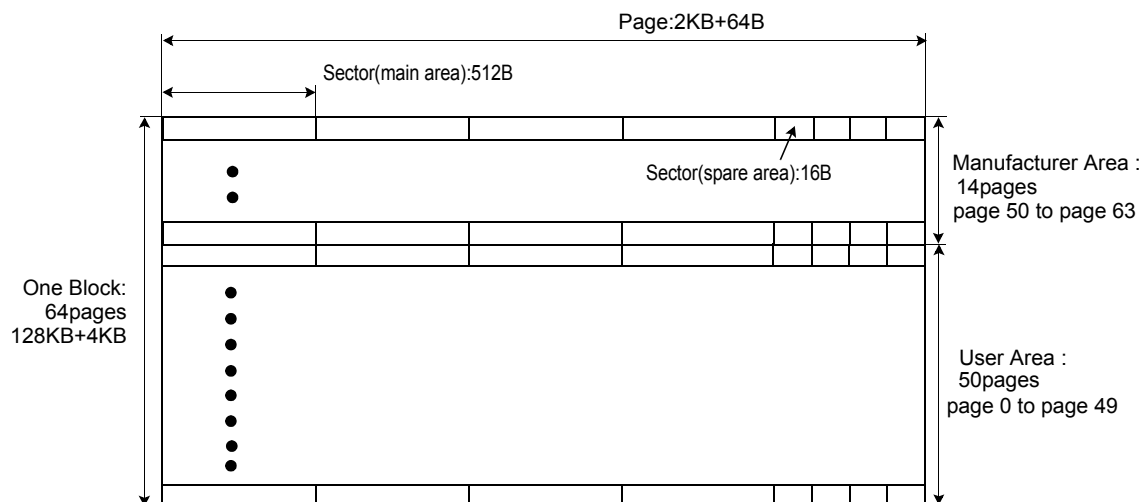 Page:2KB+64B
Sector(main area):512B
Sector(spare area):16B
Manufacturer Area :
14pages
page 50 to page 63
One Block:
64pages
128KB+4KB
User Area :
50pages
page 0 to page 49